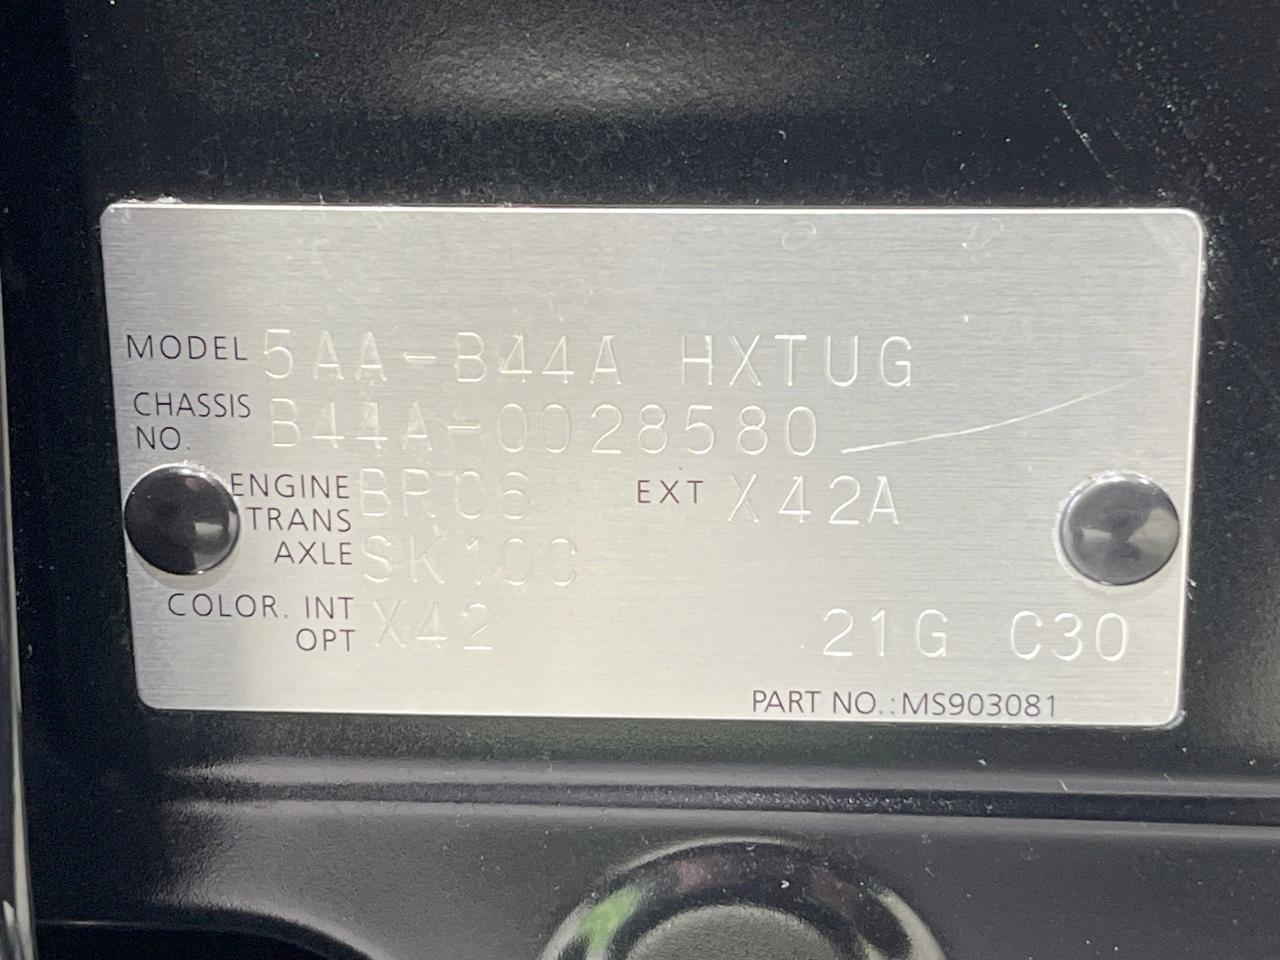 MODEL 5AA-B44A HXTUG
CHASSIS NO. B44A-0028580
ENGINE BR06 EXT X42A
TRANS
AXLE SK10C
COLOR. INT X42
OPT 21G C30
PART NO.:MS903081